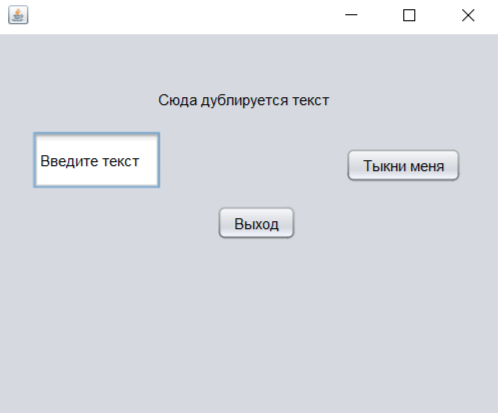 Сюда дублируется текст
Введите текст
Тыкни меня
Выход